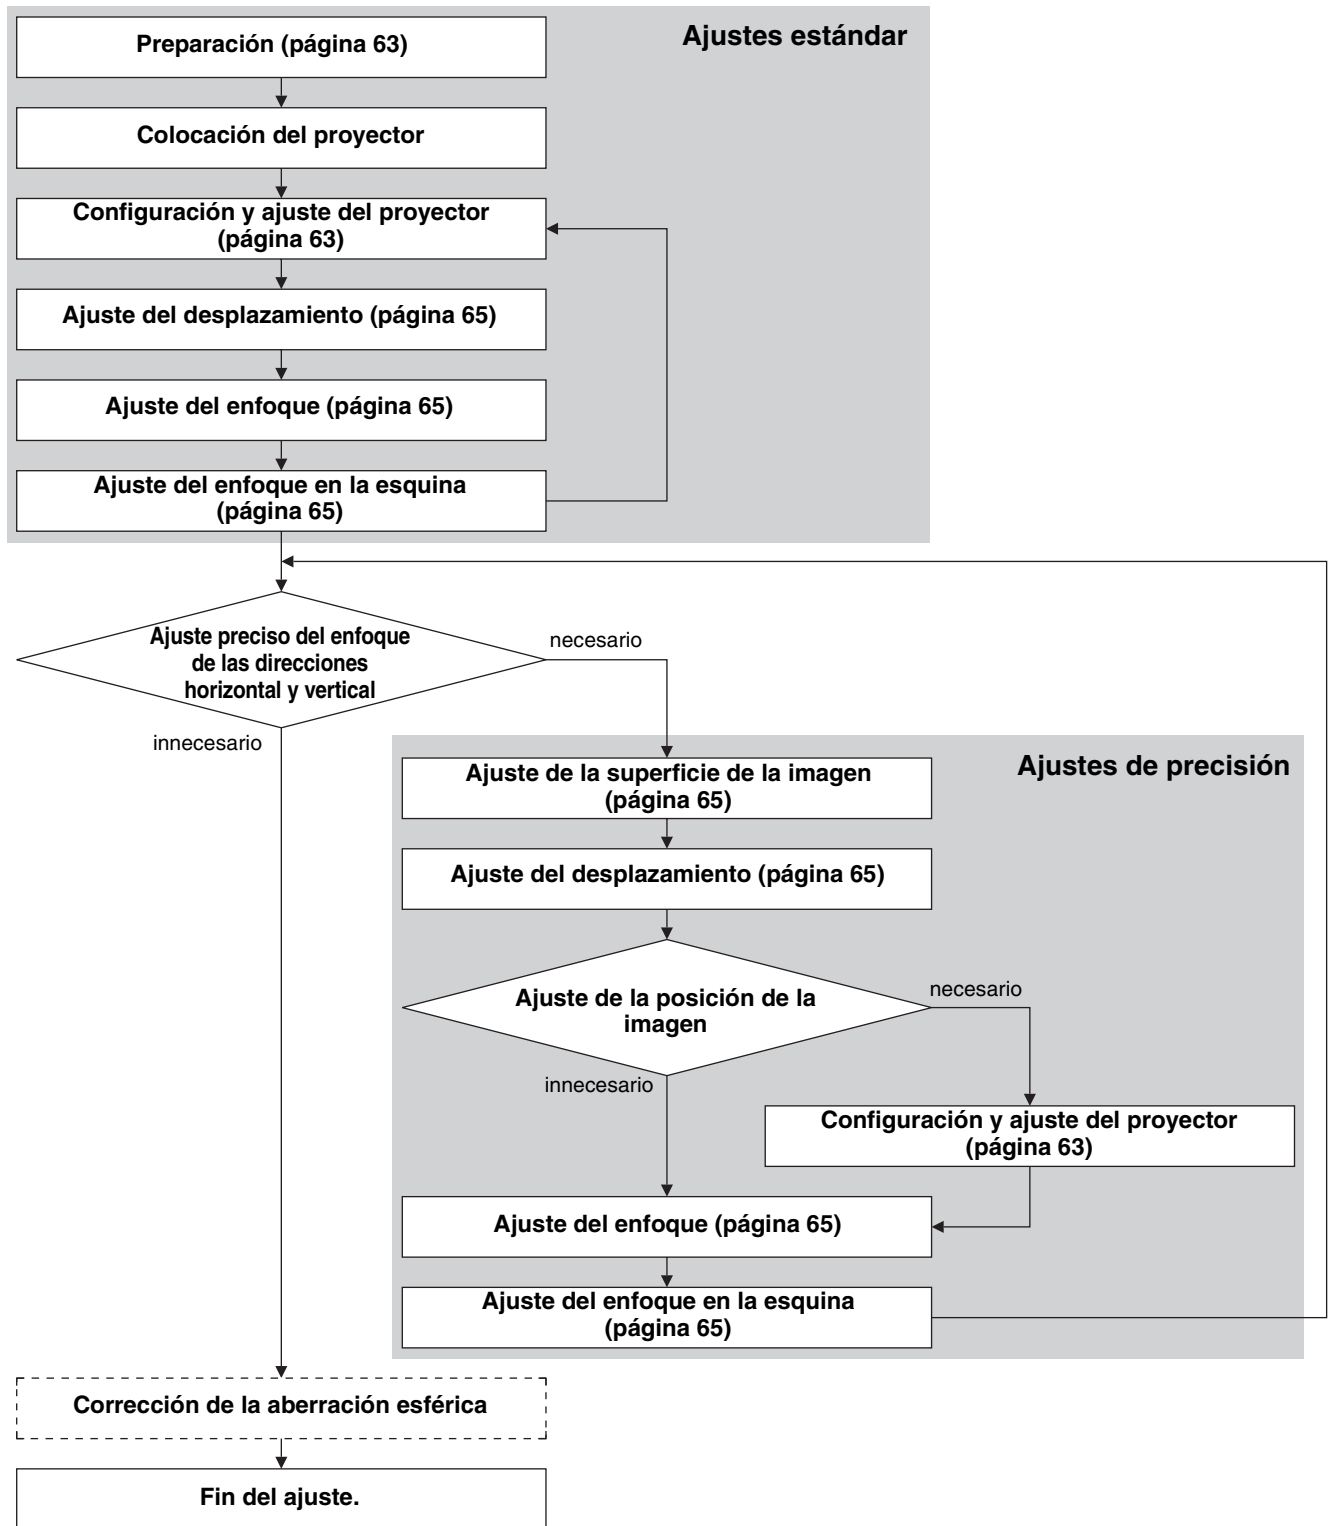 Ajustes estándar
Preparación (página 63)
Colocación del proyector
Configuración y ajuste del proyector
(página 63)
Ajuste del desplazamiento (página 65)
Ajuste del enfoque (página 65)
Ajuste del enfoque en la esquina
(página 65)
Ajuste preciso del enfoque
de las direcciones
horizontal y vertical
necesario
innecesario
Ajustes de precisión
Ajuste de la superficie de la imagen
(página 65)
Ajuste del desplazamiento (página 65)
Ajuste de la posición de la
imagen
necesario
innecesario
Configuración y ajuste del proyector
(página 63)
Ajuste del enfoque (página 65)
Ajuste del enfoque en la esquina
(página 65)
Corrección de la aberración esférica
Fin del ajuste.